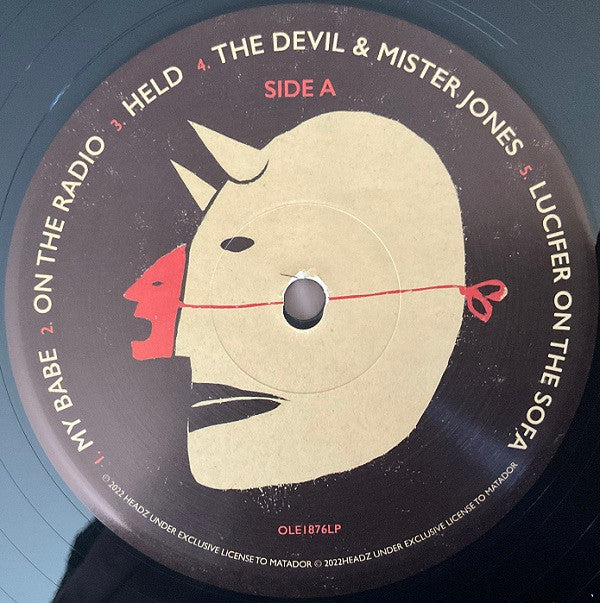 SIDE A
1. MY BABE 2. ON THE RADIO 3. HELD 4. THE DEVIL & MISTER JONES 5. LUCIFER ON THE SOFA
OLE1876LP
© 2022 HEADZ UNDER EXCLUSIVE LICENSE TO MATADOR © 2022HEADZ UNDER EXCLUSIVE LICENSE TO MATADOR